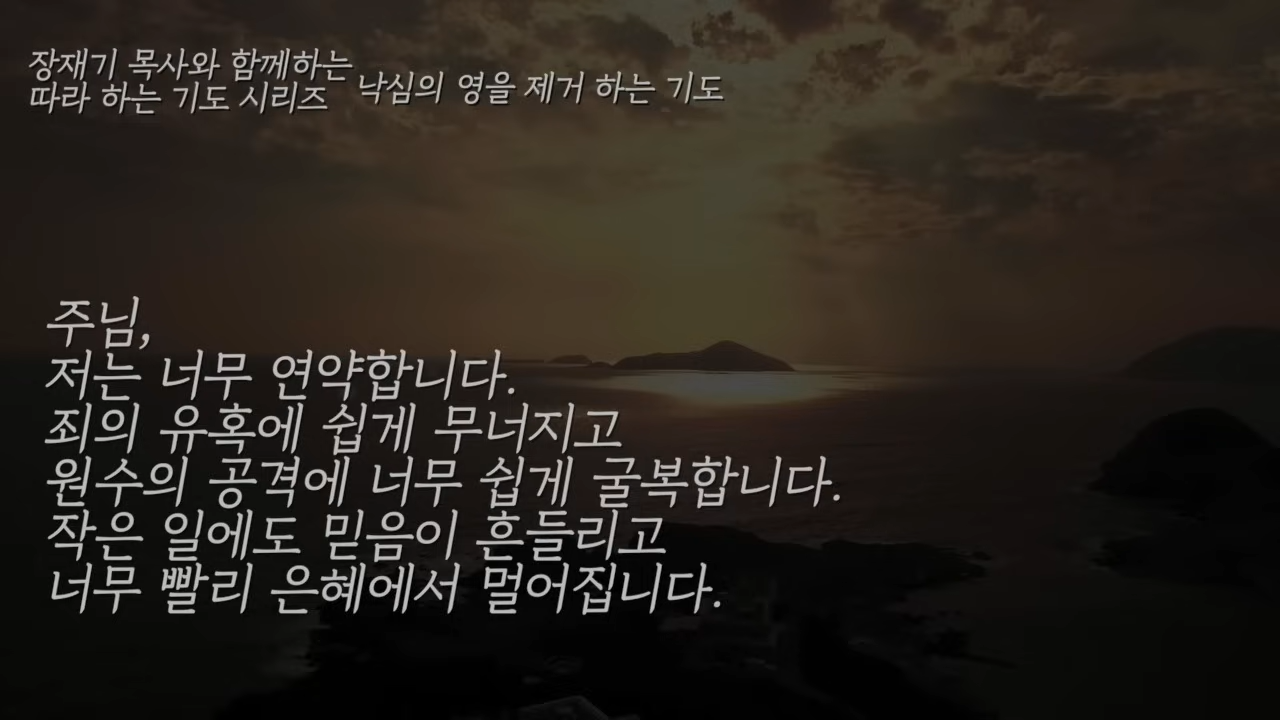 장재기 목사와 함께하는
따라 하는 기도 시리즈
낙심의 영을 제거 하는 기도
주님,
저는 너무 연약합니다.
죄의 유혹에 쉽게 무너지고
원수의 공격에 너무 쉽게 굴복합니다.
작은 일에도 믿음이 흔들리고
너무 빨리 은혜에서 멀어집니다.